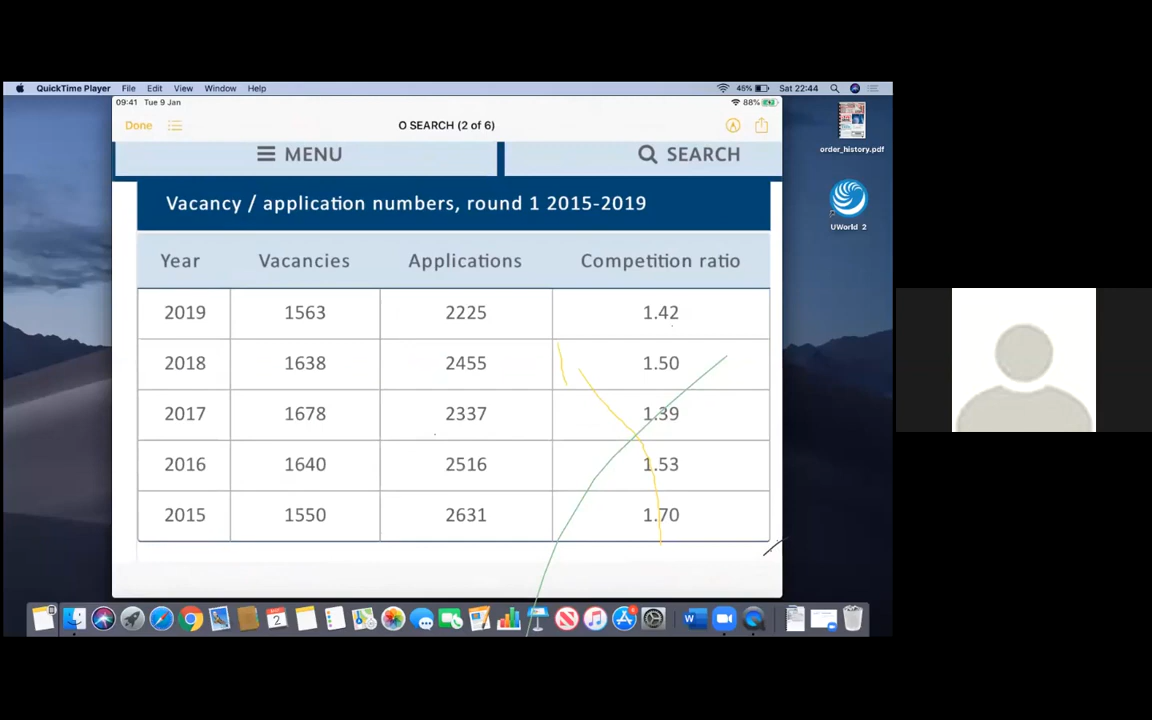 QuickTime Player File Edit View Window Help 45% Sat 22:44
09:41 Tue 9 Jan 88%
Done O SEARCH (2 of 6)
MENU SEARCH
Vacancy / application numbers, round 1 2015-2019
Year Vacancies Applications Competition ratio
2019 1563 2225 1.42
2018 1638 2455 1.50
2017 1678 2337 1.39
2016 1640 2516 1.53
2015 1550 2631 1.70
order_history.pdf
UWorld 2